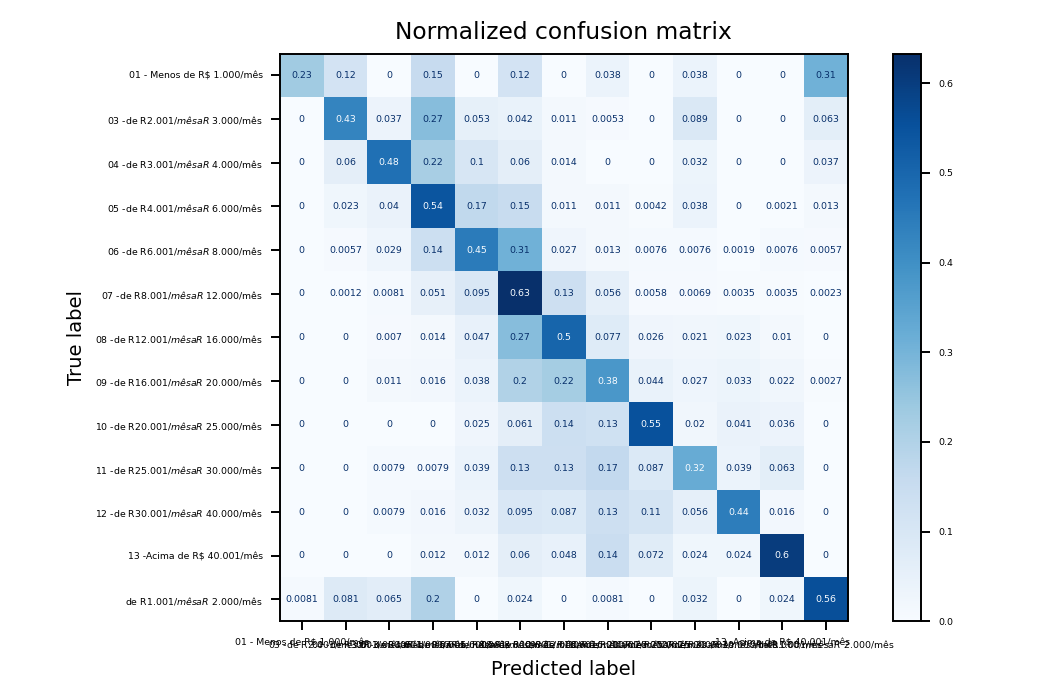 Normalized confusion matrix
01 - Menos de R$ 1.000/mês 0.23 0.12 0 0.15 0 0.12 0 0.038 0 0.038 0 0 0.31
03 -de R2.001/mêsaR 3.000/mês 0 0.43 0.037 0.27 0.053 0.042 0.011 0.0053 0 0.089 0 0 0.063
04 -de R3.001/mêsaR 4.000/mês 0 0.06 0.48 0.22 0.1 0.06 0.014 0 0 0.032 0 0 0.037
05 -de R4.001/mêsaR 6.000/mês 0 0.023 0.04 0.54 0.17 0.15 0.011 0.011 0.0042 0.038 0 0.0021 0.013
06 -de R6.001/mêsaR 8.000/mês 0 0.0057 0.029 0.14 0.45 0.31 0.027 0.013 0.0076 0.0076 0.0019 0.0076 0.0057
07 -de R8.001/mêsaR 12.000/mês 0 0.0012 0.0081 0.051 0.095 0.63 0.13 0.056 0.0058 0.0069 0.0035 0.0035 0.0023
08 -de R12.001/mêsaR 16.000/mês 0 0 0.007 0.014 0.047 0.27 0.5 0.077 0.026 0.021 0.023 0.01 0
09 -de R16.001/mêsaR 20.000/mês 0 0 0.011 0.016 0.038 0.2 0.22 0.38 0.044 0.027 0.033 0.022 0.0027
10 -de R20.001/mêsaR 25.000/mês 0 0 0 0 0.025 0.061 0.14 0.13 0.55 0.02 0.041 0.036 0
11 -de R25.001/mêsaR 30.000/mês 0 0 0.0079 0.0079 0.039 0.13 0.13 0.17 0.087 0.32 0.039 0.063 0
12 -de R30.001/mêsaR 40.000/mês 0 0 0.0079 0.016 0.032 0.095 0.087 0.13 0.11 0.056 0.44 0.016 0
13 -Acima de R$ 40.001/mês 0 0 0 0.012 0.012 0.06 0.048 0.14 0.072 0.024 0.024 0.6 0
de R1.001/mêsaR 2.000/mês 0.0081 0.081 0.065 0.2 0 0.024 0 0.0081 0 0.032 0 0.024 0.56
True label
Predicted label
0.6
0.5
0.4
0.3
0.2
0.1
0.0